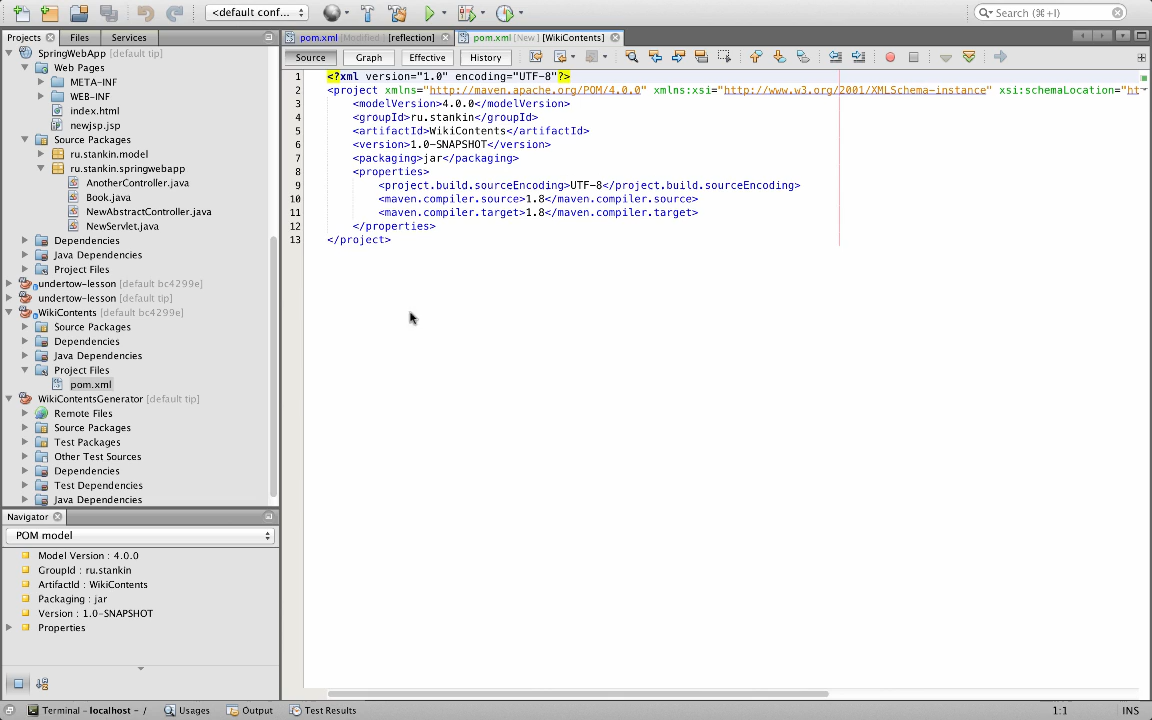 <default conf...
Search (⌘+I)
Projects
Files
Services
pom.xml [Modified] [reflection]
pom.xml [New] [WikiContents]
Source
Graph
Effective
History
SpringWebApp [default tip]
Web Pages
META-INF
WEB-INF
index.html
newjsp.jsp
Source Packages
ru.stankin.model
ru.stankin.springwebapp
AnotherController.java
Book.java
NewAbstractController.java
NewServlet.java
Dependencies
Java Dependencies
Project Files
undertow-lesson [default bc4299e]
undertow-lesson [default tip]
WikiContents [default bc4299e]
Source Packages
Dependencies
Java Dependencies
Project Files
pom.xml
WikiContentsGenerator [default tip]
Remote Files
Source Packages
Test Packages
Other Test Sources
Dependencies
Test Dependencies
Java Dependencies
1 <?xml version="1.0" encoding="UTF-8"?>
2 <project xmlns="http://maven.apache.org/POM/4.0.0" xmlns:xsi="http://www.w3.org/2001/XMLSchema-instance" xsi:schemaLocation="ht
3 <modelVersion>4.0.0</modelVersion>
4 <groupId>ru.stankin</groupId>
5 <artifactId>WikiContents</artifactId>
6 <version>1.0-SNAPSHOT</version>
7 <packaging>jar</packaging>
8 <properties>
9 <project.build.sourceEncoding>UTF-8</project.build.sourceEncoding>
10 <maven.compiler.source>1.8</maven.compiler.source>
11 <maven.compiler.target>1.8</maven.compiler.target>
12 </properties>
13 </project>
Navigator
POM model
Model Version : 4.0.0
GroupId : ru.stankin
ArtifactId : WikiContents
Packaging : jar
Version : 1.0-SNAPSHOT
Properties
Terminal - localhost - /
Usages
Output
Test Results
1:1
INS